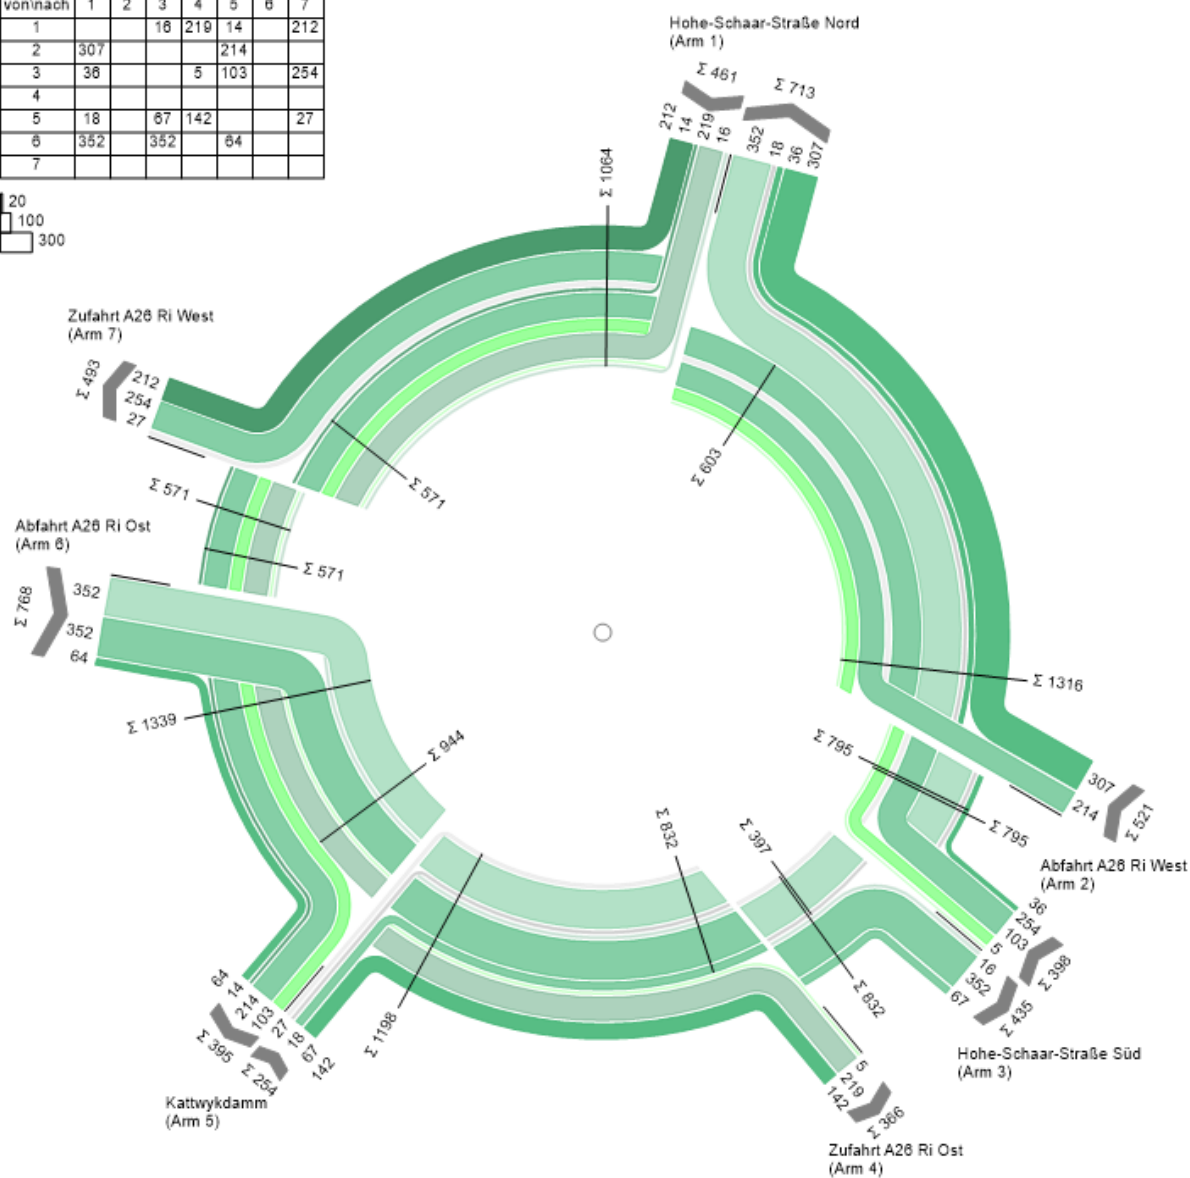 von\nach 1 2 3 4 5 6 7
1 16 219 14 212
2 307 214
3 36 5 103 254
4
5 18 67 142 27
6 352 352 64
7
20
100
300
Hohe-Schaar-Straße Nord
(Arm 1)
Σ 461
Σ 713
212
14
219
16
352
18
36
307
Σ 1064
Zufahrt A26 Ri West
(Arm 7)
Σ 493
212
254
27
Σ 571
Σ 571
Σ 571
Σ 603
Abfahrt A26 Ri Ost
(Arm 6)
Σ 768
352
352
64
Σ 1339
Σ 944
Σ 1316
Σ 795
Σ 795
307
214
Σ 521
Abfahrt A26 Ri West
(Arm 2)
Σ 832
Σ 397
36
254
103
5
16
352
67
Σ 398
Σ 435
Hohe-Schaar-Straße Süd
(Arm 3)
Σ 832
Σ 1198
64
14
214
103
27
18
67
142
Σ 395
Σ 254
Kattwykdamm
(Arm 5)
5
219
142
Σ 366
Zufahrt A26 Ri Ost
(Arm 4)